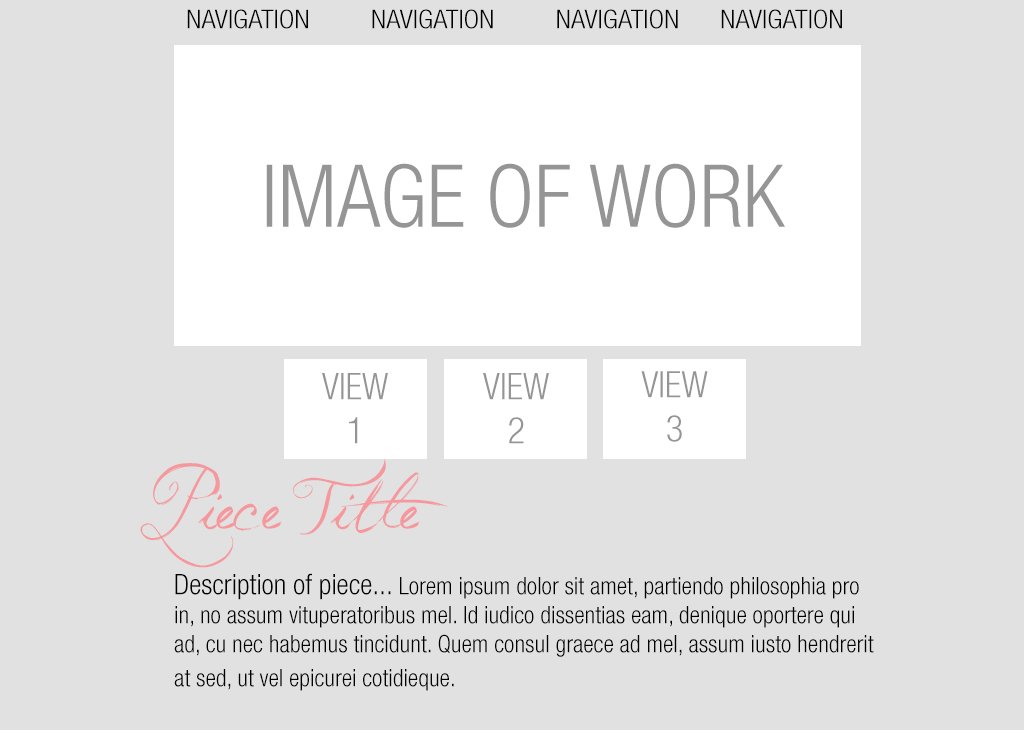 NAVIGATION NAVIGATION NAVIGATION NAVIGATION
IMAGE OF WORK
VIEW VIEW VIEW
1 2 3
Piece Title
Description of piece... Lorem ipsum dolor sit amet, partiendo philosophia pro
in, no assum vituperatoribus mel. Id iudico dissentias eam, denique oportere qui
ad, cu nec habemus tincidunt. Quem consul graece ad mel, assum iusto hendrerit
at sed, ut vel epicurei cotidieque.